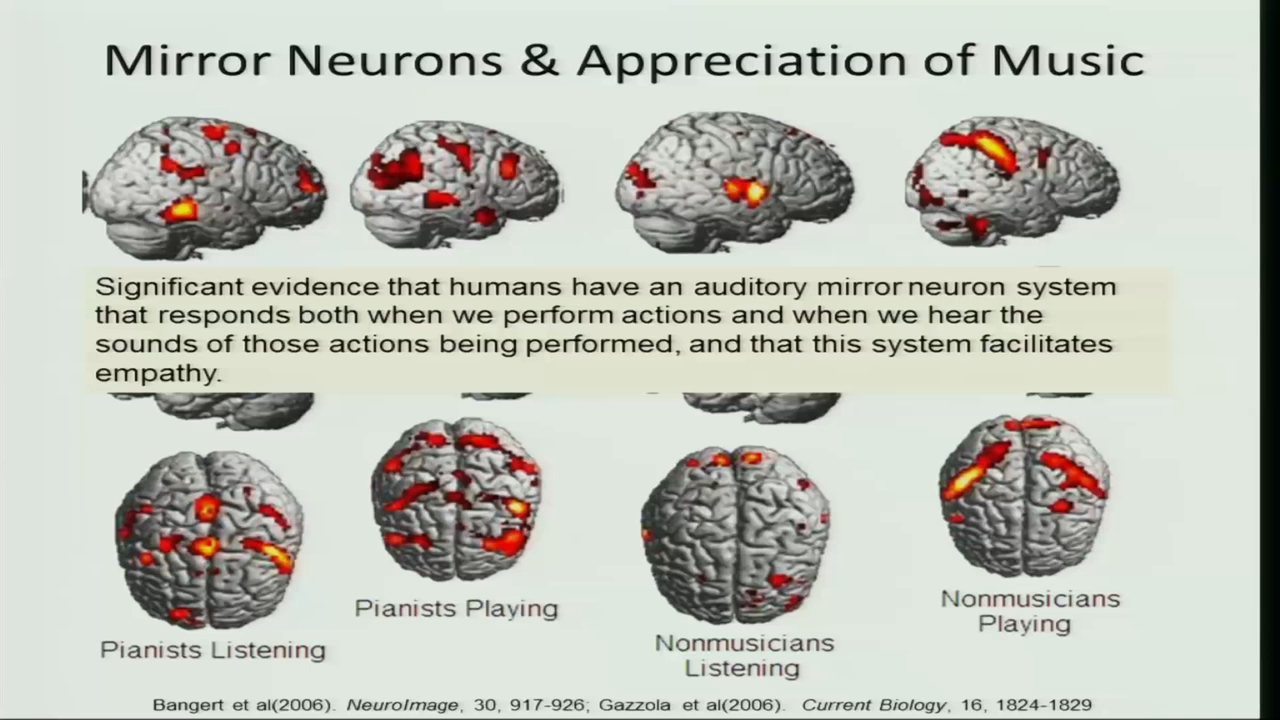 Mirror Neurons & Appreciation of Music
Significant evidence that humans have an auditory mirror neuron system
that responds both when we perform actions and when we hear the
sounds of those actions being performed, and that this system facilitates
empathy.
Pianists Listening
Pianists Playing
Nonmusicians
Listening
Nonmusicians
Playing
Bangert et al(2006). NeuroImage, 30, 917-926; Gazzola et al(2006). Current Biology, 16, 1824-1829